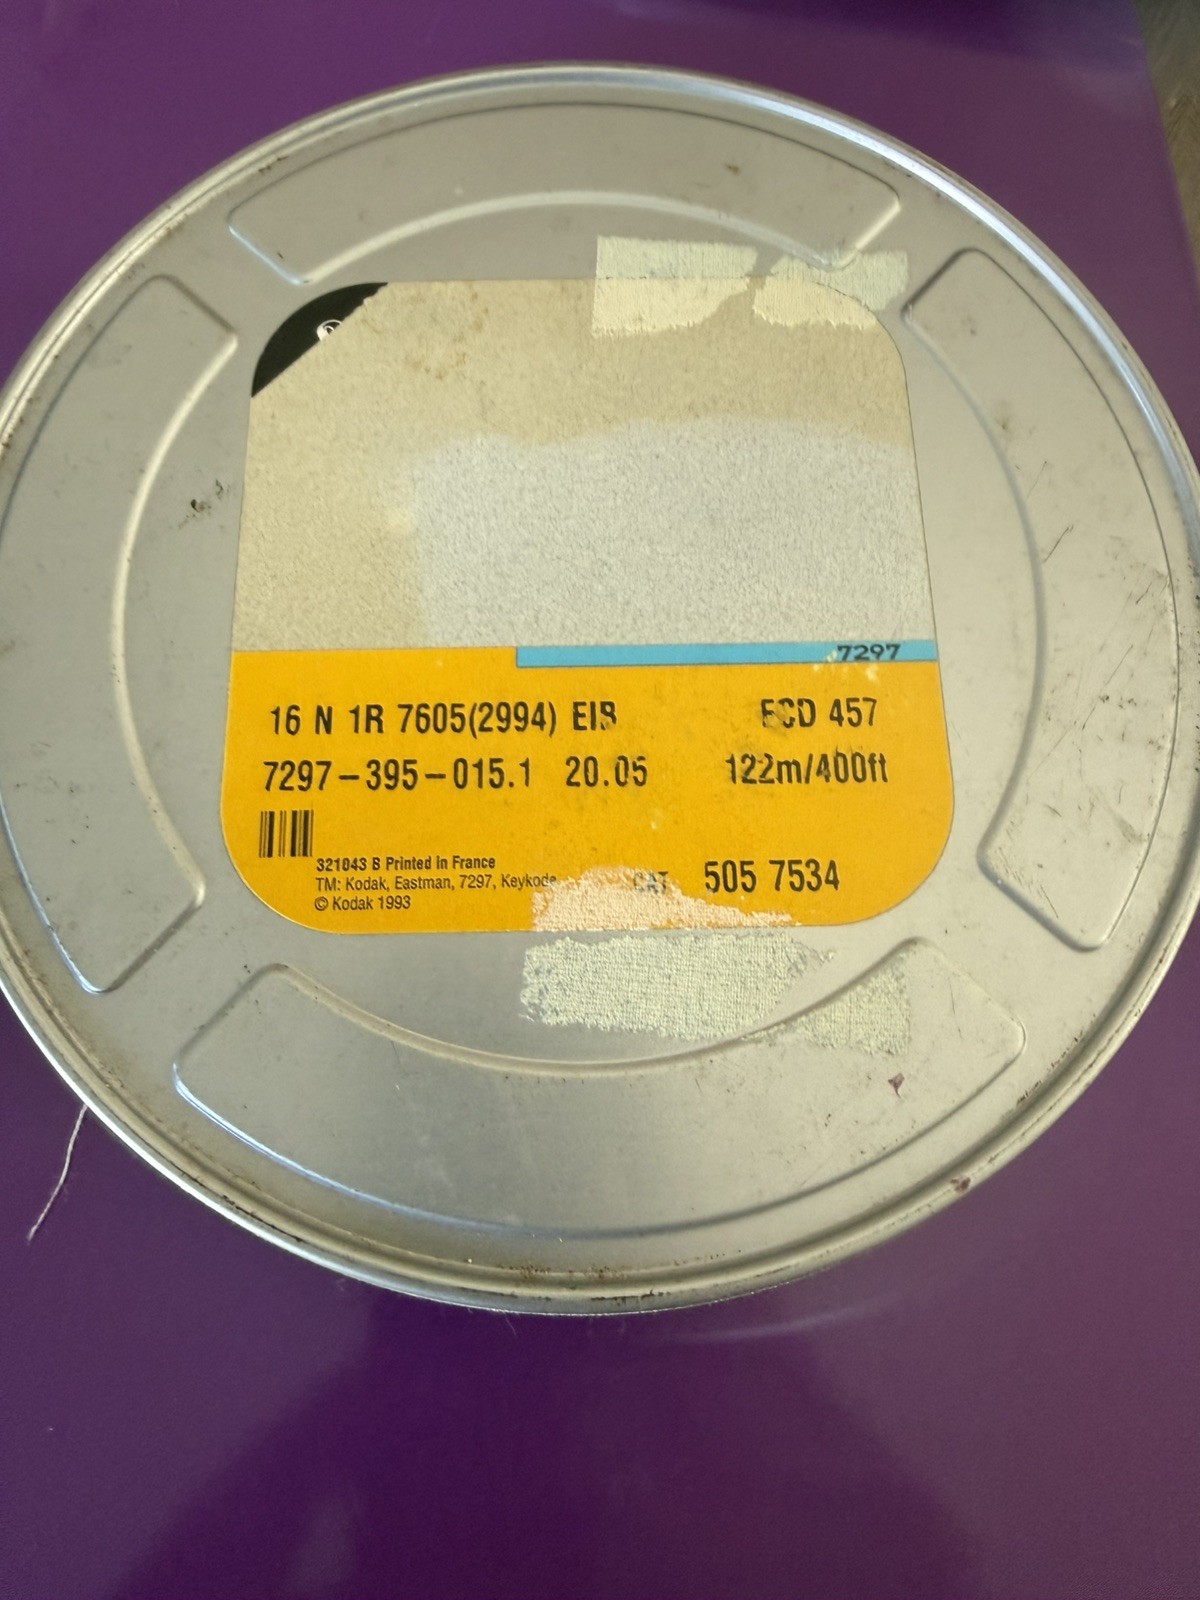 7297
16 N 1R 7605(2994) EIB ECD 457
7297-395-015.1 20.05 122m/400ft
321043 B Printed in France
TM: Kodak, Eastman, 7297, Keykode
CAT 505 7534
© Kodak 1993